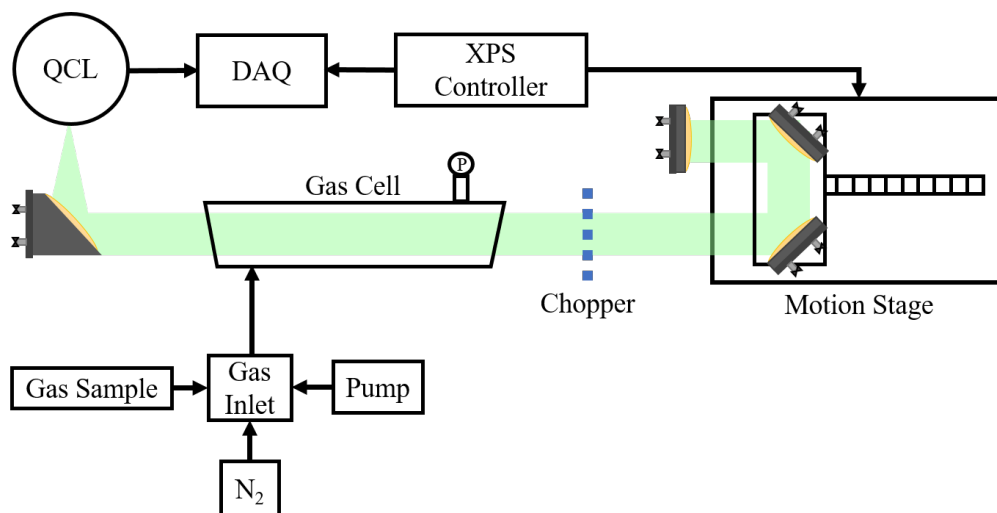 QCL
DAQ
XPS
Controller
P
Gas Cell
Chopper
Motion Stage
Gas Sample
Gas
Inlet
Pump
N₂